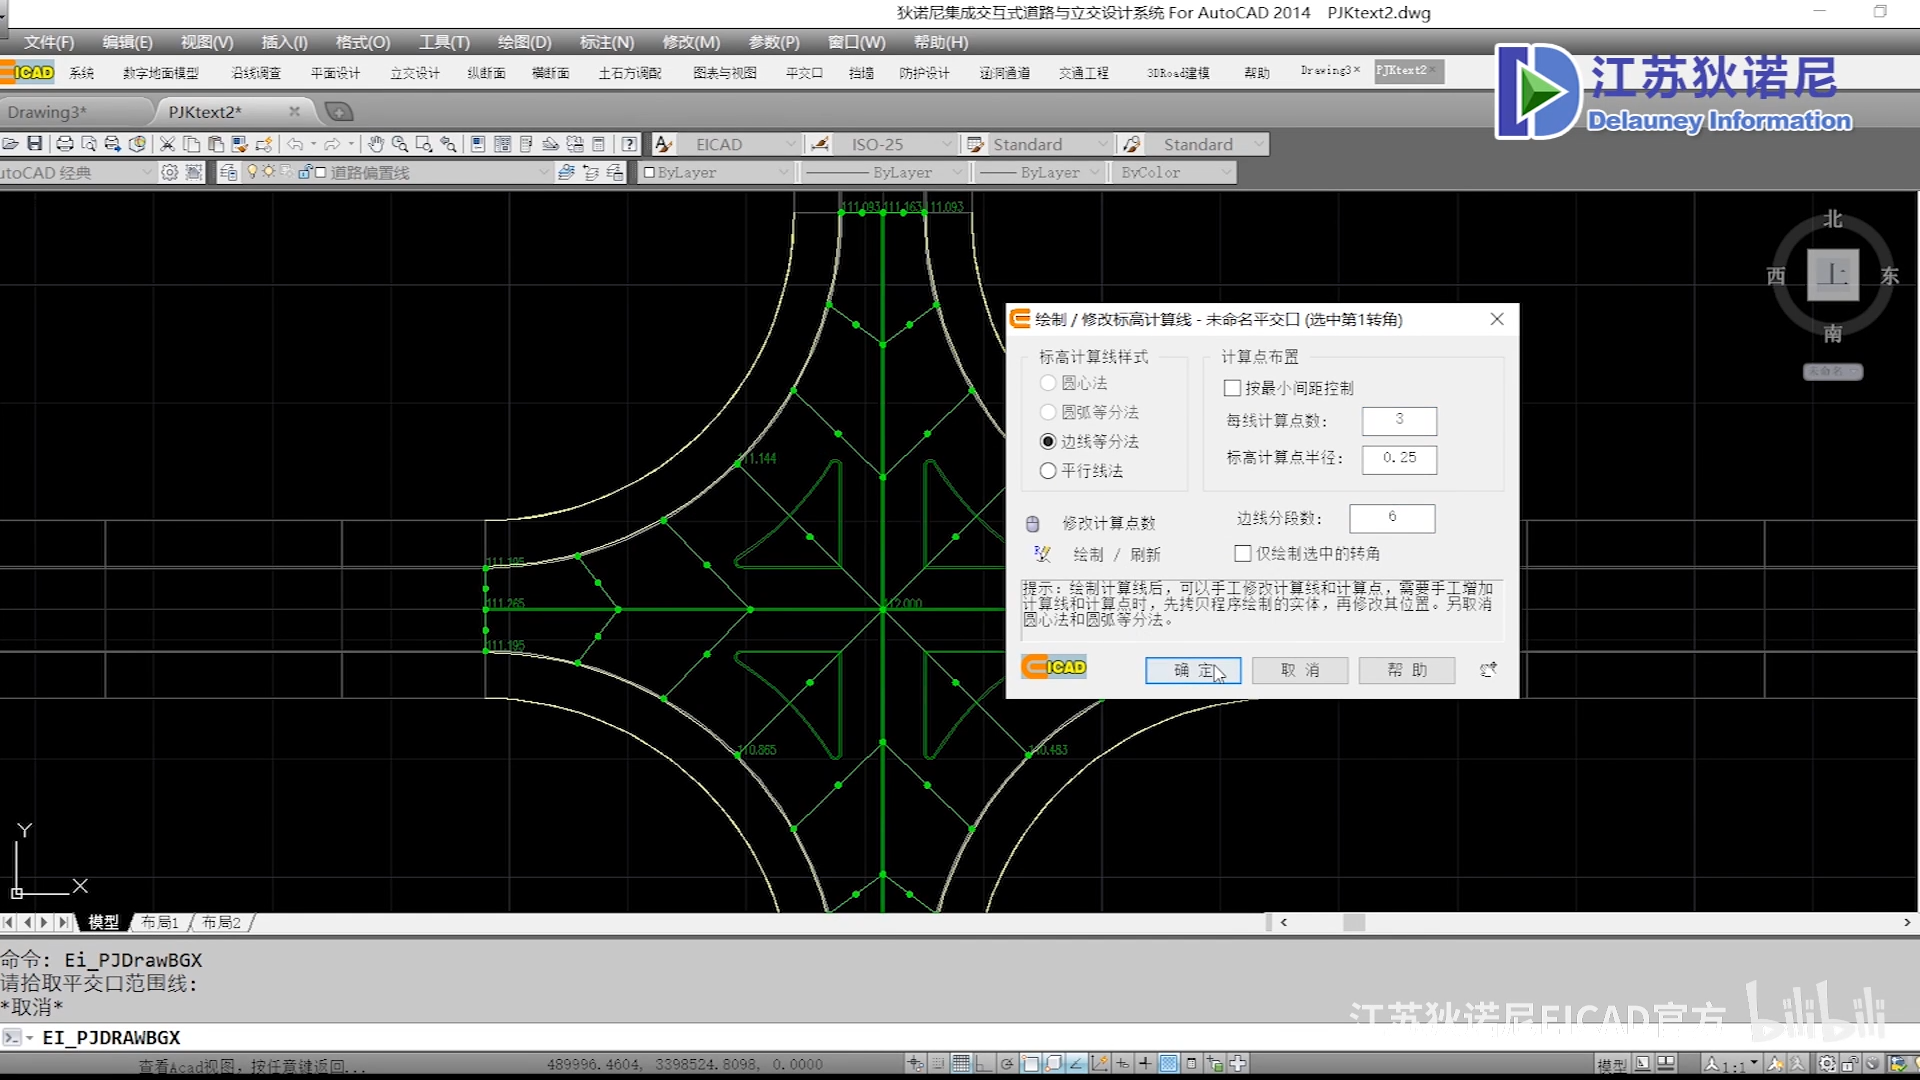 狄诺尼集成交互式道路与立交设计系统 For AutoCAD 2014 PJKtext2.dwg
文件(F) 编辑(E) 视图(V) 插入(I) 格式(O) 工具(T) 绘图(D) 标注(N) 修改(M) 参数(P) 窗口(W) 帮助(H)
EICAD 系统 数字地面模型 沿线调查 平面设计 立交设计 纵断面 横断面 土石方调配 图表与视图 平交口 挡墙 防护设计 涵洞通道 交通工程 3DRoad建模 帮助 Drawing3× PJKtext2×
江苏狄诺尼
Delauney Information
Drawing3* PJKtext2*
EICAD ISO-25 Standard Standard
utoCAD 经典 道路偏置线 ByLayer ByLayer ByLayer ByColor
111.093 111.163 111.093
北
西 上 东
南
未命名
绘制 / 修改标高计算线 - 未命名平交口 (选中第1转角)
标高计算线样式 计算点布置
圆心法 按最小间距控制
圆弧等分法 每线计算点数: 3
边线等分法 标高计算点半径: 0.25
平行线法
修改计算点数 边线分段数: 6
绘制 / 刷新 仅绘制选中的转角
提示: 绘制计算线后, 可以手工修改计算线和计算点, 需要手工增加
计算线和计算点时, 先拷贝程序绘制的实体, 再修改其位置。另取消
圆心法和圆弧等分法。
EICAD 确 定 取 消 帮 助
111.144
111.195
111.265 112.000
111.195
110.865 110.483
Y
X
模型 布局1 布局2
命令: Ei_PJDrawBGX
请拾取平交口范围线:
*取消*
EI_PJDRAWBGX
江苏狄诺尼EICAD官方 bilibili
查看Acad视图, 按任意键返回... 489996.4604, 3398524.8098, 0.0000 模型 1:1